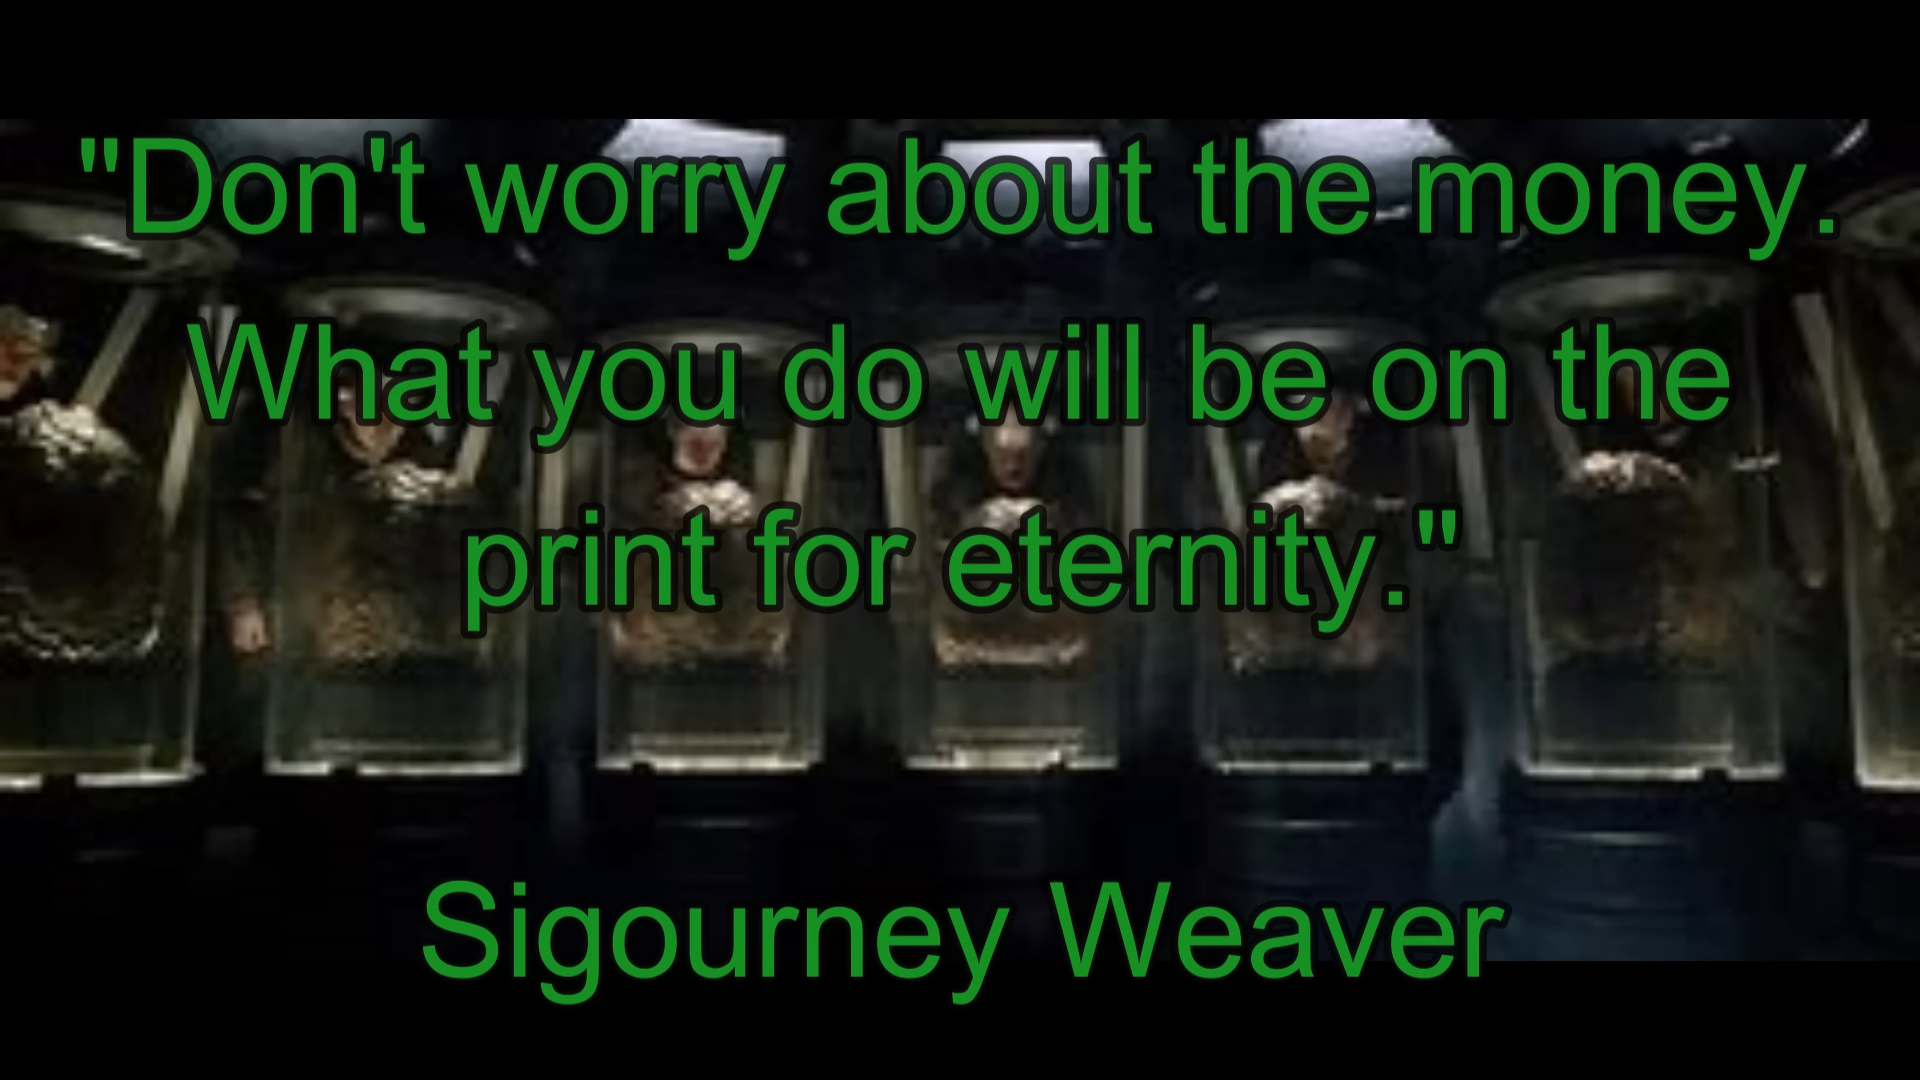 "Don't worry about the money.
What you do will be on the
print for eternity."
Sigourney Weaver